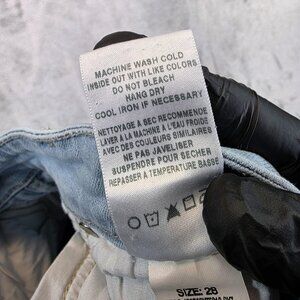 MACHINE WASH COLD
INSIDE OUT WITH LIKE COLORS
DO NOT BLEACH
HANG DRY
COOL IRON IF NECESSARY
NETTOYAGE A SEC RECOMMENDE
LAVER A LA MACHINE A L'EAU FROIDE
AVEC DES COULEURS SIMILAIRES
NE PAS JAVELISER
SUSPENDRE POUR SECHER
REPASSER A TEMPERATURE BASSE
SIZE: 28